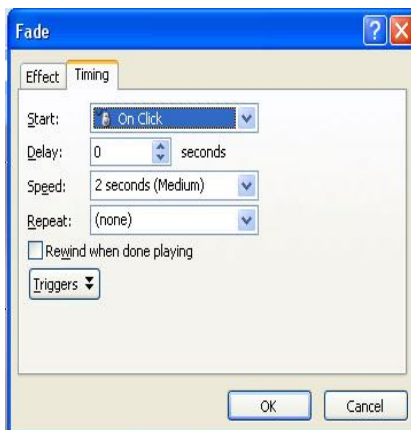 Fade
Effect Timing
Start: On Click
Delay: 0 seconds
Speed: 2 seconds (Medium)
Repeat: (none)
Rewind when done playing
Triggers
OK Cancel